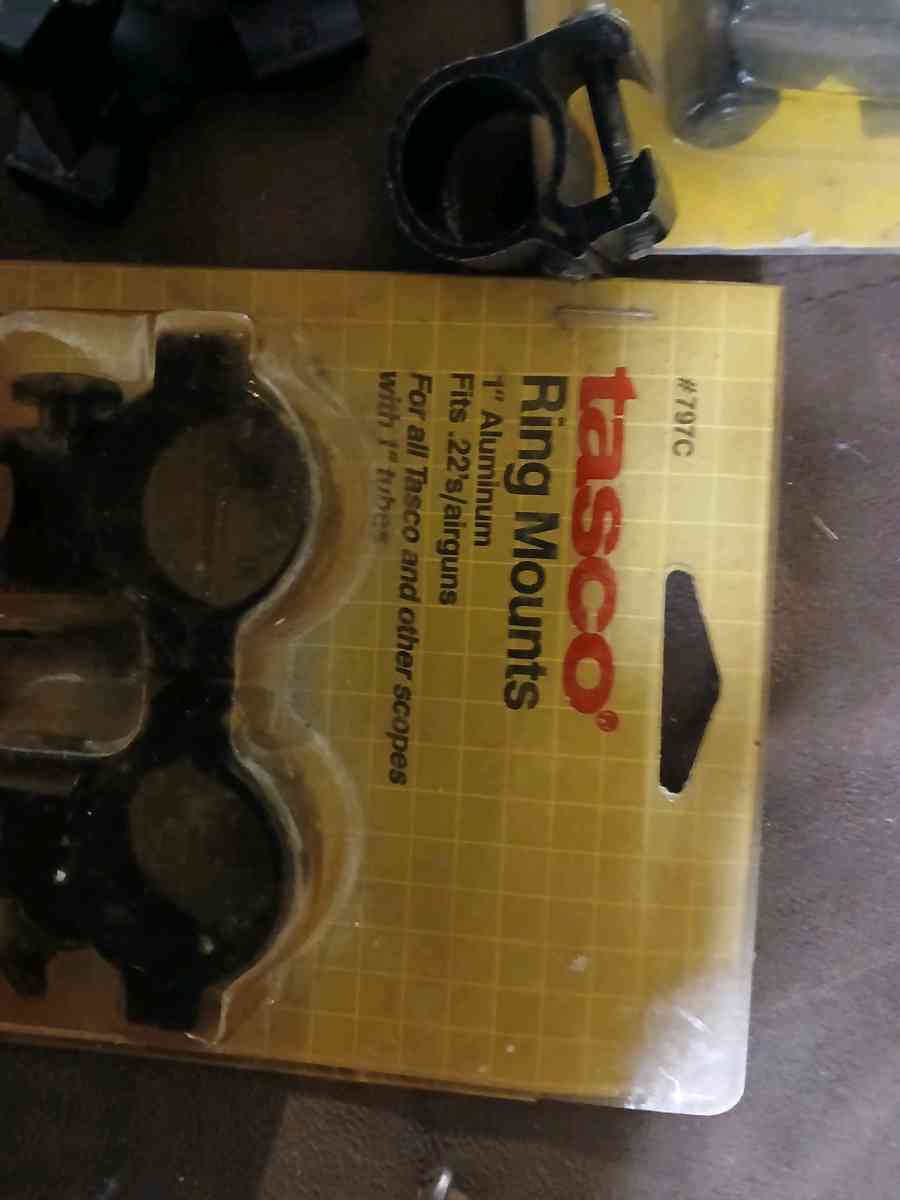 #797C
tasco®
Ring Mounts
1" Aluminum
Fits .22's/airguns
For all Tasco and other scopes
with 1" tubes